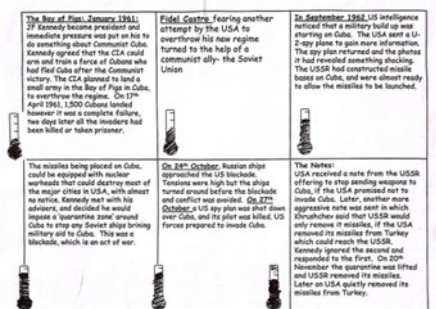 The Bay of Pigs: January 1961:
JF Kennedy became president and
immediate pressure was put on his to
do something about Communist Cuba.
Kennedy agreed that the CIA could
arm and train a force of Cubans who
had fled Cuba after the Communist
victory. The CIA planned to land a
small army in the Bay of Pigs in Cuba,
to overthrow the regime. On 17th
April 1961, 1,500 Cubans landed
however it was a complete failure,
two days later all the invaders had
been killed or taken prisoner.
Fidel Castro fearing another
attempt by the USA to
overthrow his new regime
turned to the help of a
communist ally- the Soviet
Union
In September 1962 US intelligence
noticed that a military build up was
starting on Cuba. The USA sent a U-
2-spy plane to gain more information.
The spy plan returned and the photos
it had revealed something shocking.
The USSR had constructed missile
bases on Cuba, and were almost ready
to allow the missiles to be launched.
The missiles being placed on Cuba,
could be equipped with nuclear
warheads that could destroy most of
the major cities in USA, with almost
no notice. Kennedy met with his
advisers, and decided he would
impose a 'quarantine zone' around
Cuba to stop any Soviet ships brining
military aid to Cuba. This was a
blockade, which is an act of war.
On 24th October, Russian ships
approached the US blockade.
Tensions were high but the ships
turned around before the blockade
and conflict was avoided. On 27th
October a US spy plan was shot down
over Cuba, and its pilot was killed. US
forces prepared to invade Cuba.
The Notes:
USA received a note from the USSR
offering to stop sending weapons to
Cuba, if the USA promised not to
invade Cuba. Later, another more
aggressive note was sent in which
Khrushchev said that USSR would
only remove it missiles, if the USA
removed its missiles from Turkey
which could reach the USSR.
Kennedy ignored the second and
responded to the first. On 20th
November the quarantine was lifted
and USSR removed its missiles.
Later on USA quietly removed its
missiles from Turkey.